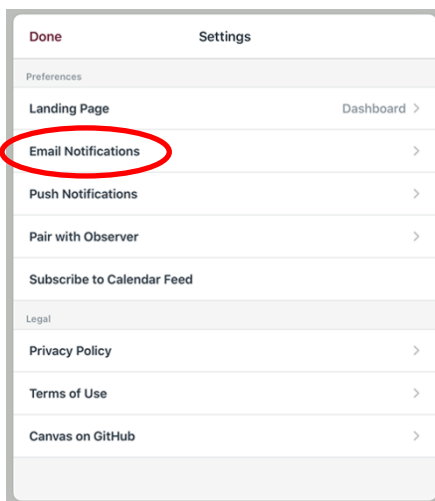 Done Settings
Preferences
Landing Page Dashboard >
Email Notifications >
Push Notifications >
Pair with Observer >
Subscribe to Calendar Feed
Legal
Privacy Policy >
Terms of Use >
Canvas on GitHub >